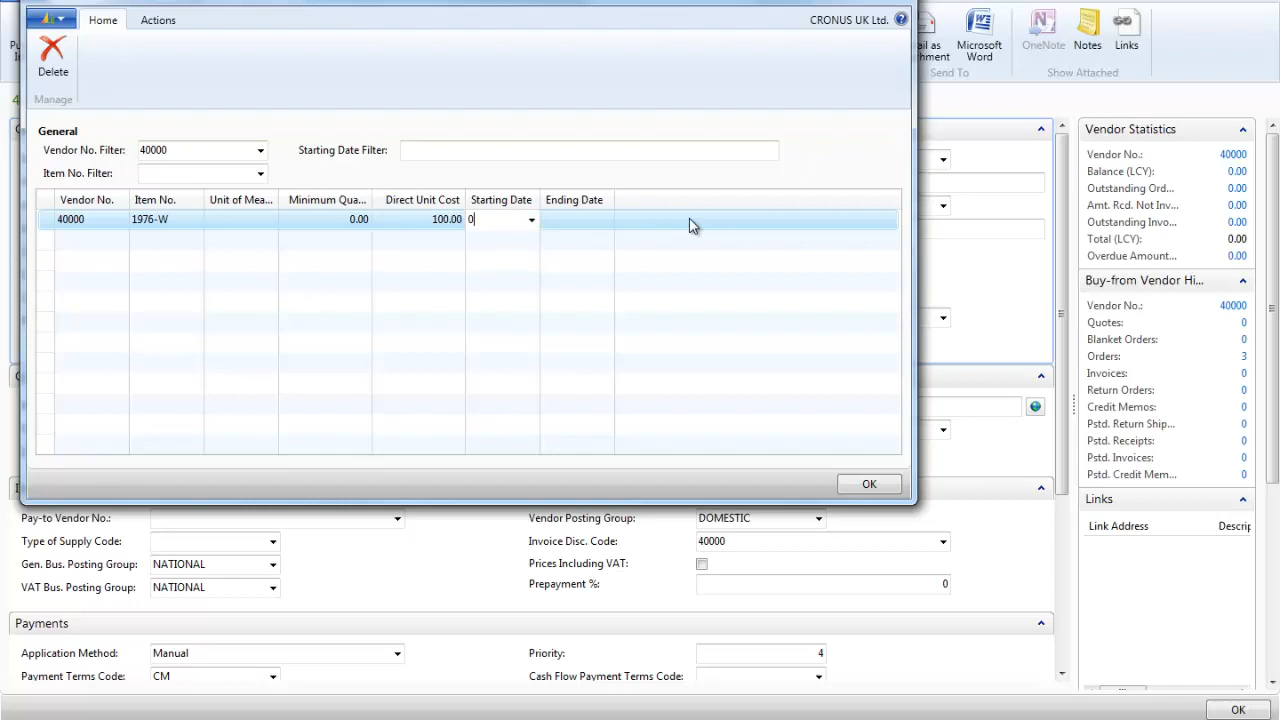 Home
Actions
CRONUS UK Ltd.
Delete
Manage
General
Vendor No. Filter: 40000
Starting Date Filter:
Item No. Filter:
Vendor No. Item No. Unit of Mea... Minimum Qua... Direct Unit Cost Starting Date Ending Date
40000 1976-W 0.00 100.00 0
OK
Microsoft
Word
OneNote Notes Links
Send To Show Attached
Pay-to Vendor No.:
Type of Supply Code:
Gen. Bus. Posting Group: NATIONAL
VAT Bus. Posting Group: NATIONAL
Vendor Posting Group: DOMESTIC
Invoice Disc. Code: 40000
Prices Including VAT:
Prepayment %: 0
Payments
Application Method: Manual
Payment Terms Code: CM
Priority: 4
Cash Flow Payment Terms Code:
Vendor Statistics
Vendor No.: 40000
Balance (LCY): 0.00
Outstanding Ord... 0.00
Amt. Rcd. Not Inv... 0.00
Outstanding Invo... 0.00
Total (LCY): 0.00
Overdue Amount... 0.00
Buy-from Vendor Hi...
Vendor No.: 40000
Quotes: 0
Blanket Orders: 0
Orders: 3
Invoices: 0
Return Orders: 0
Credit Memos: 0
Pstd. Return Ship... 0
Pstd. Receipts: 0
Pstd. Invoices: 0
Pstd. Credit Mem... 0
Links
Link Address
OK